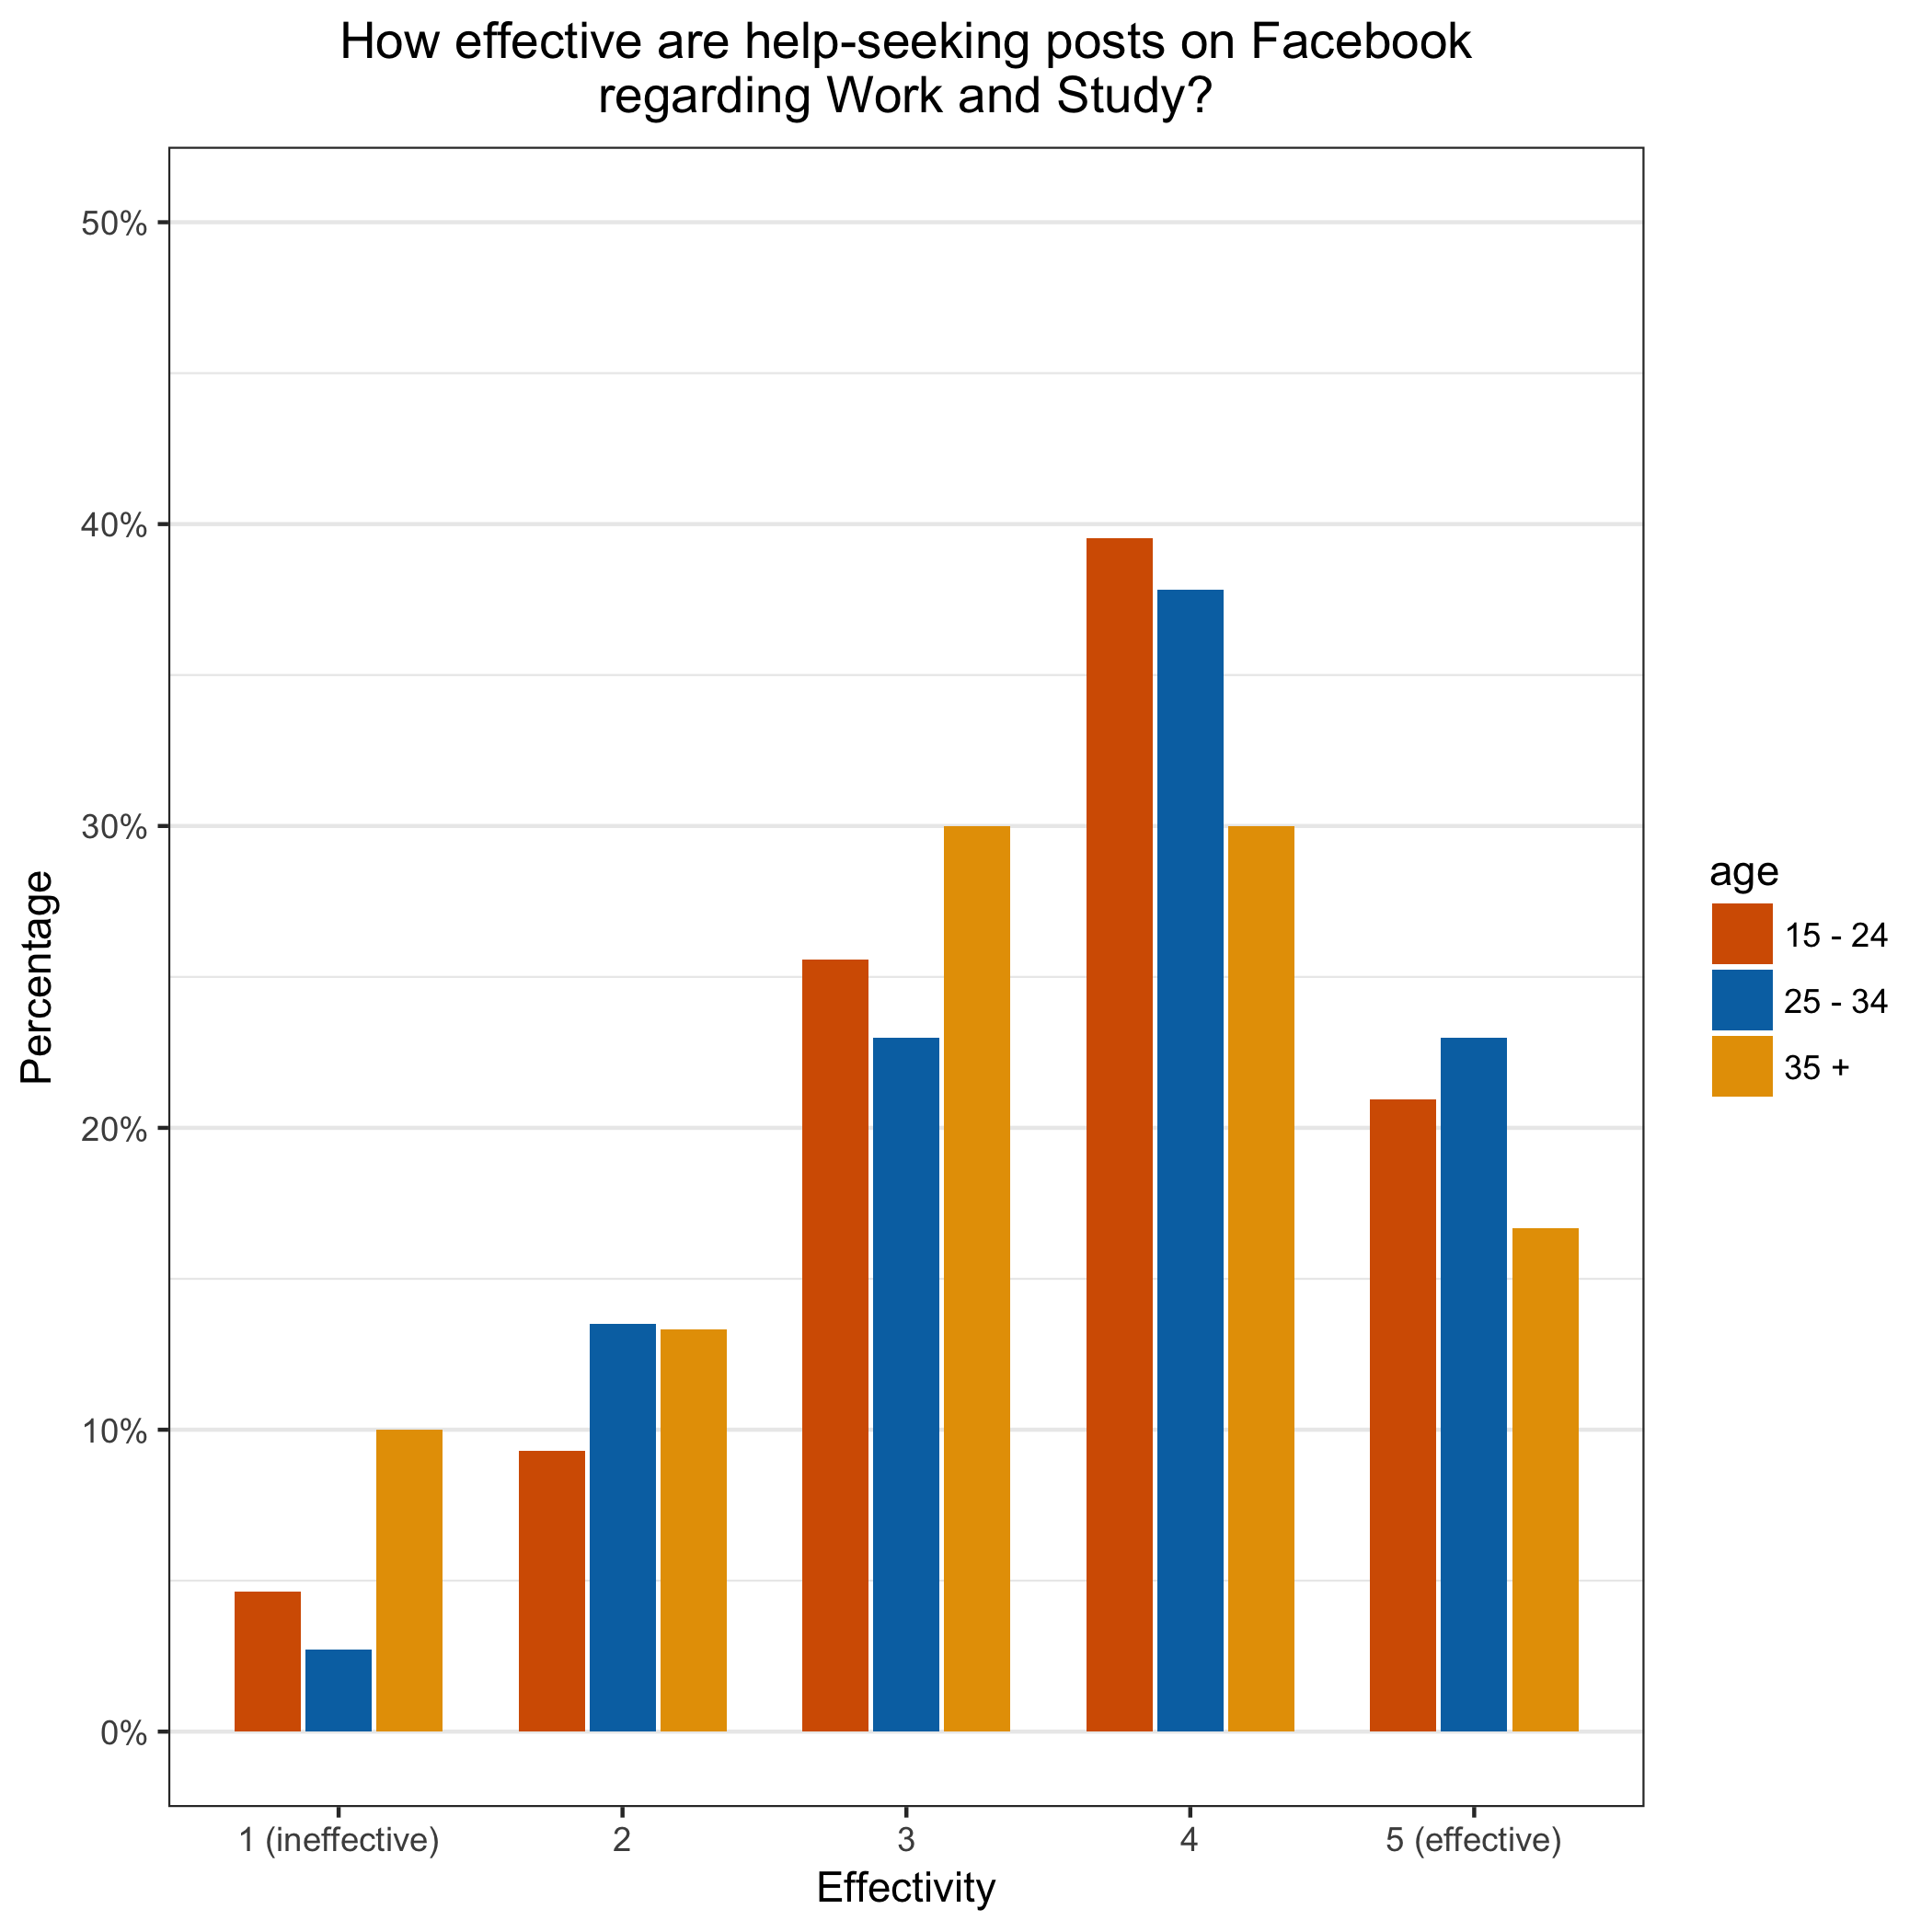 How effective are help-seeking posts on Facebook
regarding Work and Study?
50%
40%
30%
20%
10%
0%
Percentage
1 (ineffective)
2
3
4
5 (effective)
Effectivity
age
15 - 24
25 - 34
35 +